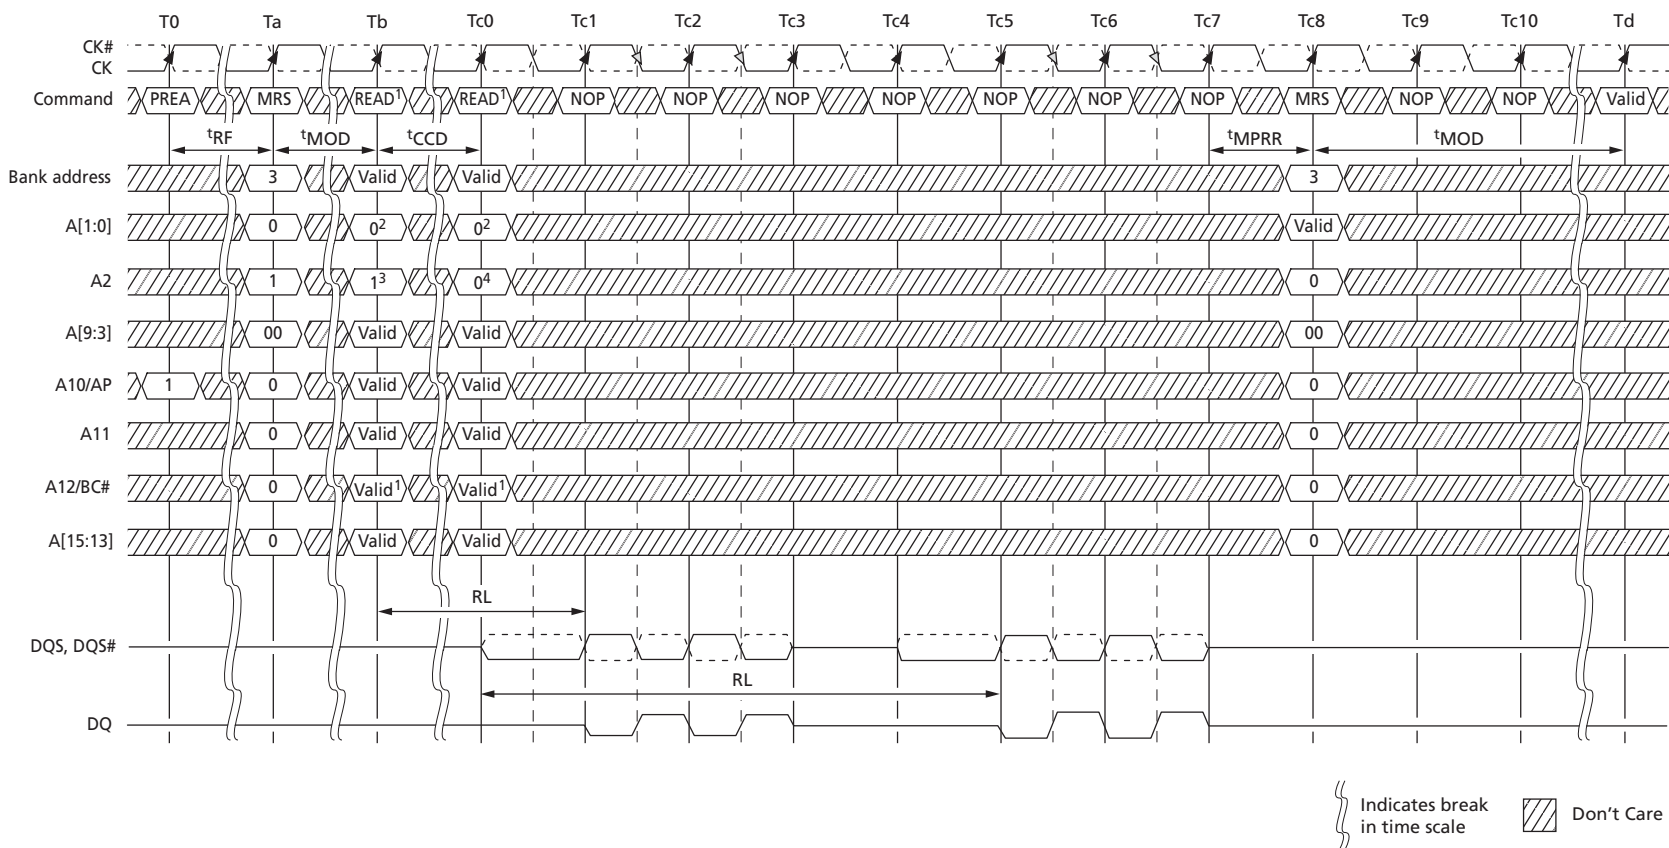 T0 Ta Tb Tc0 Tc1 Tc2 Tc3 Tc4 Tc5 Tc6 Tc7 Tc8 Tc9 Tc10 Td
CK#
CK
Command PREA MRS READ1 READ1 NOP NOP NOP NOP NOP NOP NOP MRS NOP NOP Valid
tRF tMOD tCCD tMPRR tMOD
Bank address 3 Valid Valid 3
A[1:0] 0 02 02 Valid
A2 1 13 04 0
A[9:3] 00 Valid Valid 00
A10/AP 1 0 Valid Valid 0
A11 0 Valid Valid 0
A12/BC# 0 Valid1 Valid1 0
A[15:13] 0 Valid Valid 0
RL
DQS, DQS#
RL
DQ
Indicates break
in time scale
Don't Care